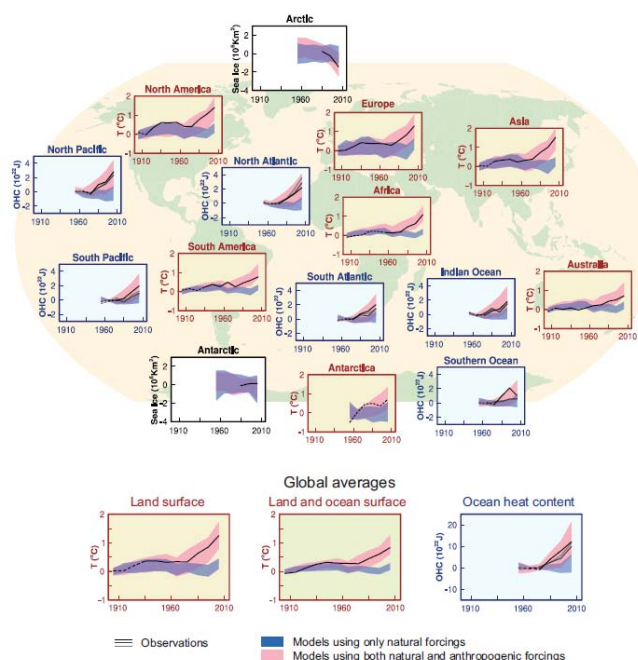 Arctic
Sea Ice (10⁶Km²)
2
0
-2
-4
1910 1960 2010
North America
T (°C)
2
1
0
-1
1910 1960 2010
Europe
T (°C)
2
1
0
-1
1910 1960 2010
Asia
T (°C)
2
1
0
-1
1910 1960 2010
North Pacific
OHC (10²²J)
4
2
0
-2
1910 1960 2010
North Atlantic
OHC (10²²J)
4
2
0
-2
1910 1960 2010
Africa
T (°C)
2
1
0
-1
1910 1960 2010
South Pacific
OHC (10²²J)
4
2
0
-2
1910 1960 2010
South America
T (°C)
2
1
0
-1
1910 1960 2010
South Atlantic
OHC (10²²J)
4
2
0
-2
1910 1960 2010
Indian Ocean
OHC (10²²J)
4
2
0
-2
1910 1960 2010
Australia
T (°C)
2
1
0
-1
1910 1960 2010
Antarctic
Sea Ice (10⁶Km²)
2
0
-2
-4
1910 1960 2010
Antarctica
T (°C)
2
1
0
-1
1910 1960 2010
Southern Ocean
OHC (10²²J)
4
2
0
-2
1910 1960 2010
Global averages
Land surface
T (°C)
2
1
0
-1
1910 1960 2010
Land and ocean surface
T (°C)
2
1
0
-1
1910 1960 2010
Ocean heat content
OHC (10²²J)
20
10
0
-10
1910 1960 2010
Observations
Models using only natural forcings
Models using both natural and anthropogenic forcings